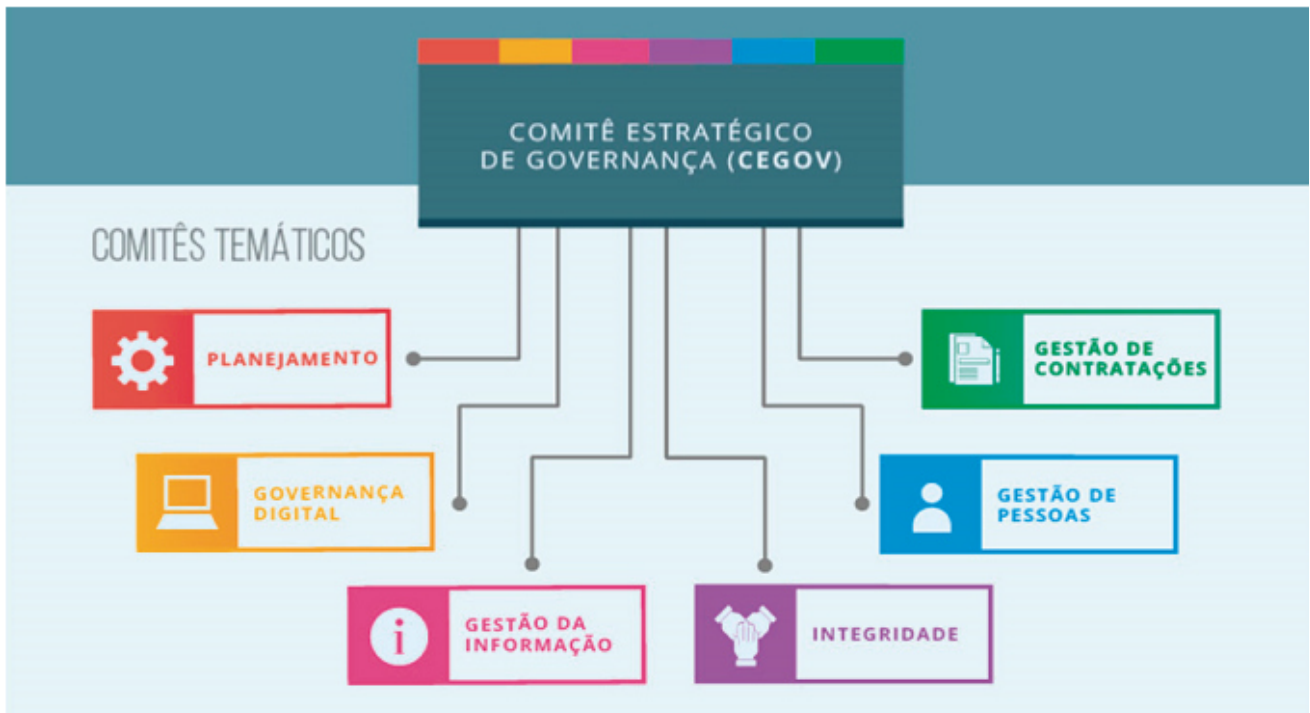 COMITÊ ESTRATÉGICO
DE GOVERNANÇA (CEGOV)
COMITÊS TEMÁTICOS
PLANEJAMENTO
GOVERNANÇA
DIGITAL
GESTÃO DA
INFORMAÇÃO
INTEGRIDADE
GESTÃO DE
PESSOAS
GESTÃO DE
CONTRATAÇÕES